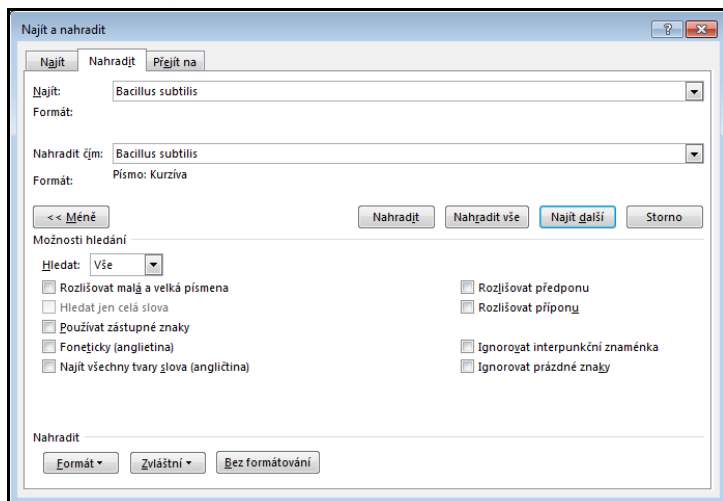 Najít a nahradit
Najít Nahradit Přejít na
Najít: Bacillus subtilis
Formát:
Nahradit čím: Bacillus subtilis
Formát: Písmo: Kurzíva
<< Méně Nahradit Nahradit vše Najít další Storno
Možnosti hledání
Hledat: Vše
Rozlišovat malá a velká písmena Rozlišovat předponu
Hledat jen celá slova Rozlišovat příponu
Používat zástupné znaky
Foneticky (anglietina) Ignorovat interpunkční znaménka
Najít všechny tvary slova (angličtina) Ignorovat prázdné znaky
Nahradit
Formát Zvláštní Bez formátování